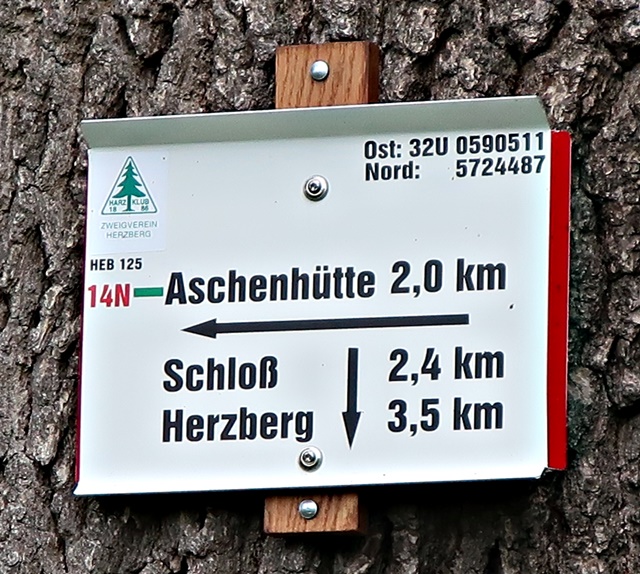 Ost: 32U 0590511
Nord: 5724487
HARZ KLUB
18 86
ZWEIGVEREIN
HERZBERG
HEB 125
14N Aschenhütte 2,0 km
Schloß 2,4 km
Herzberg 3,5 km